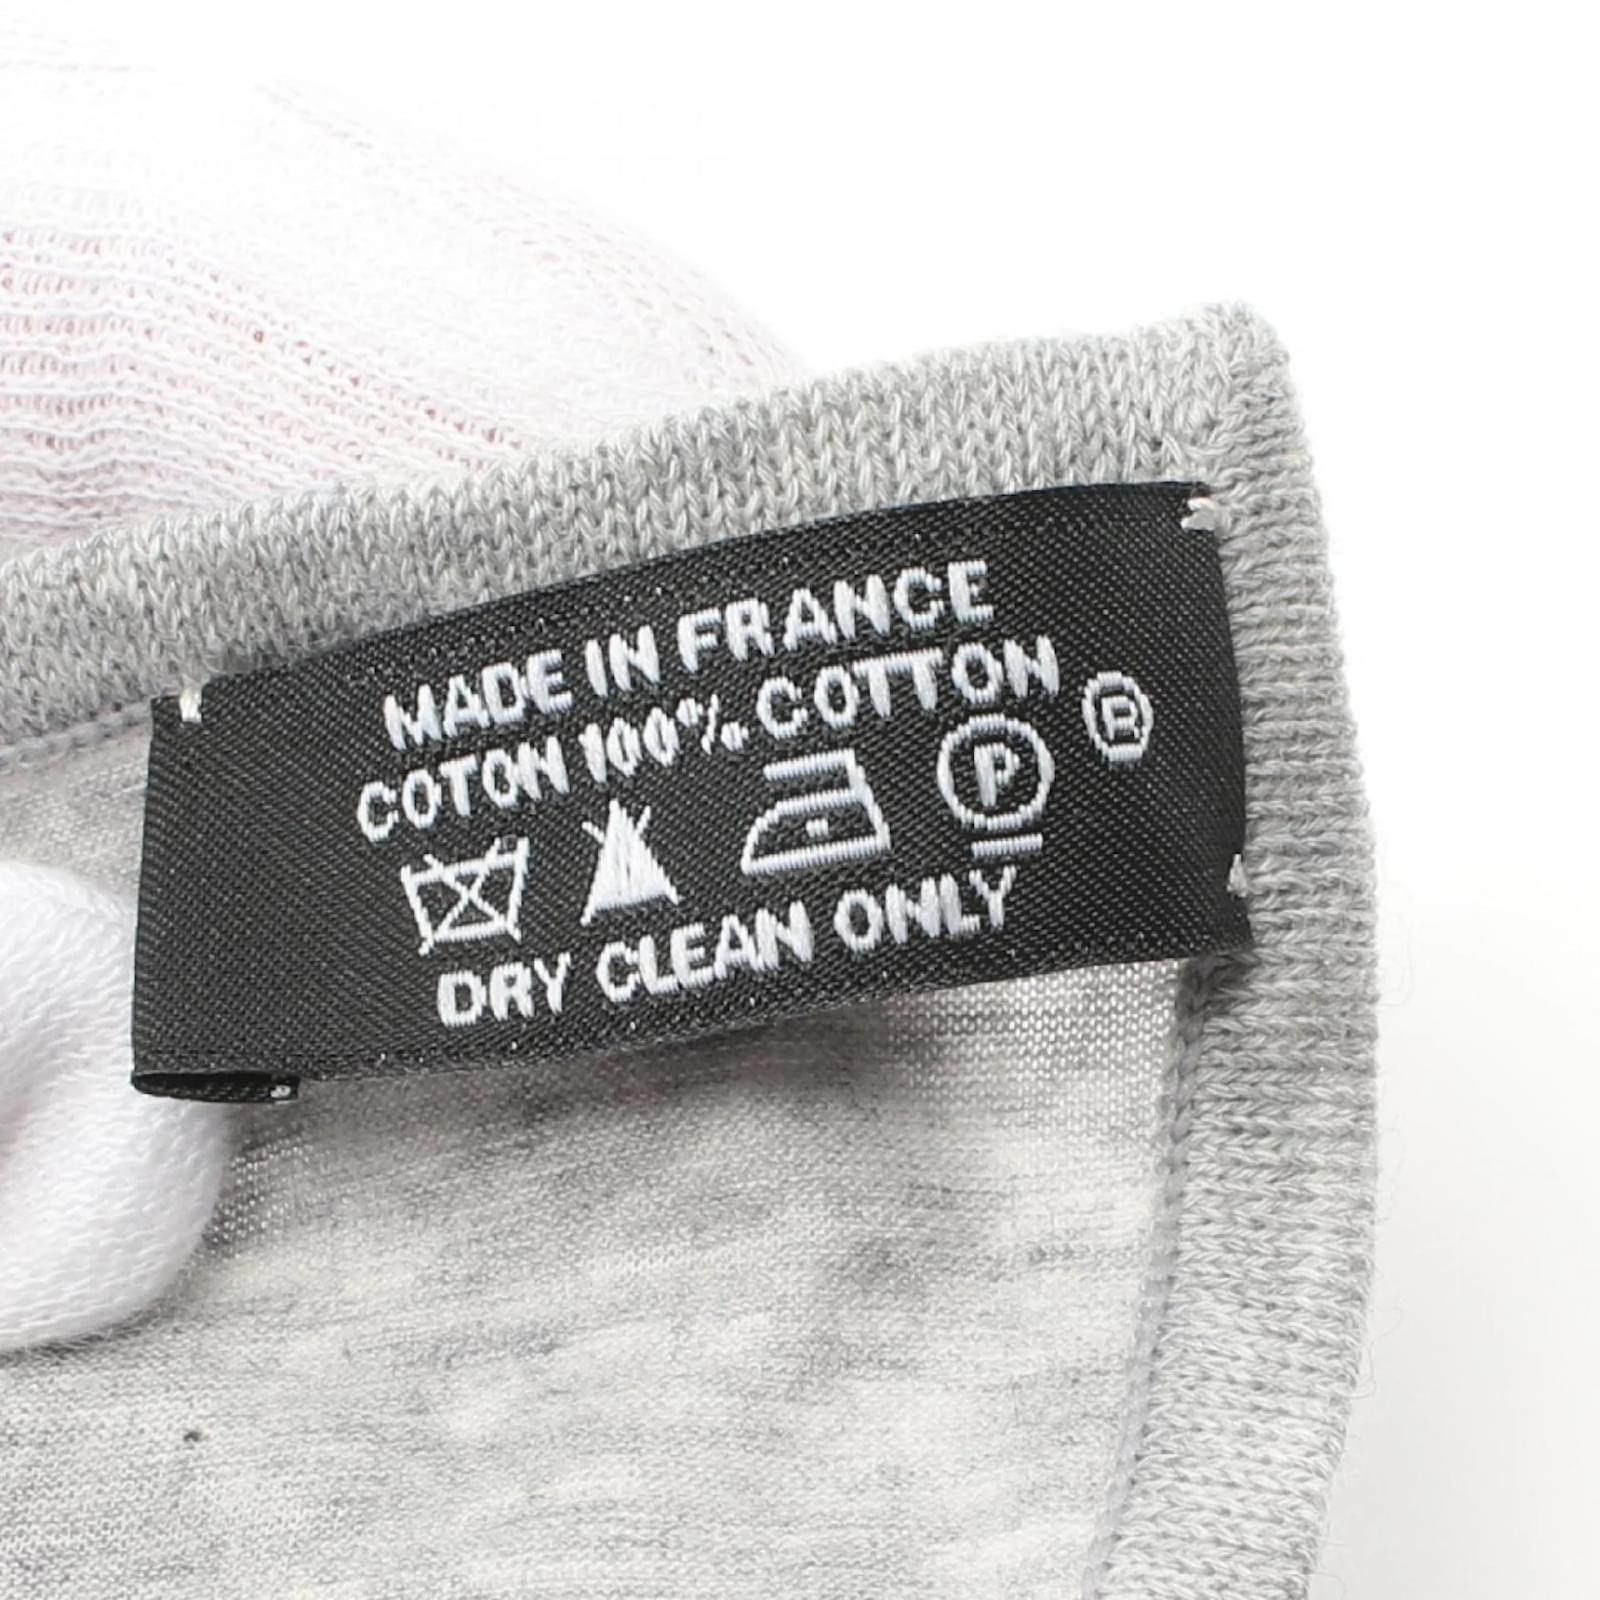 MADE IN FRANCE
COTON 100% COTTON
P ®
DRY CLEAN ONLY